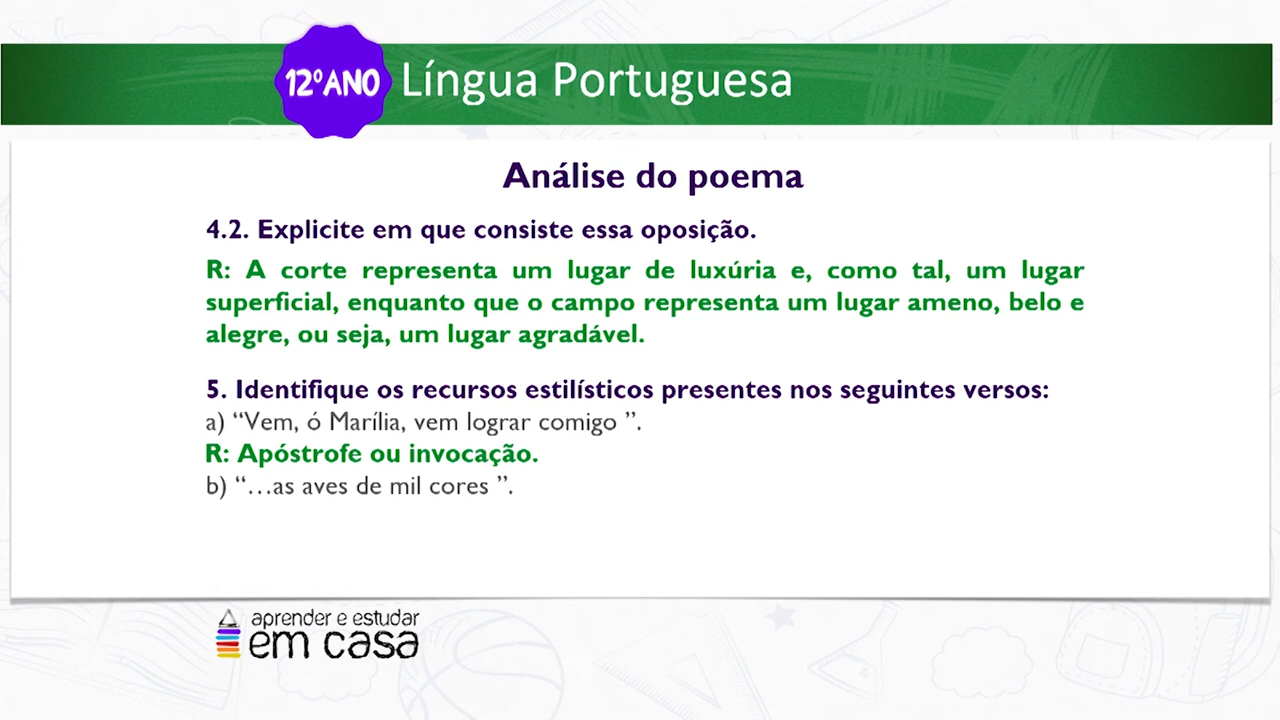 12ºANO Língua Portuguesa
Análise do poema
4.2. Explicite em que consiste essa oposição.
R: A corte representa um lugar de luxúria e, como tal, um lugar
superficial, enquanto que o campo representa um lugar ameno, belo e
alegre, ou seja, um lugar agradável.
5. Identifique os recursos estilísticos presentes nos seguintes versos:
a) “Vem, ó Marília, vem lograr comigo ”.
R: Apóstrofe ou invocação.
b) “…as aves de mil cores ”.
aprender e estudar
em casa